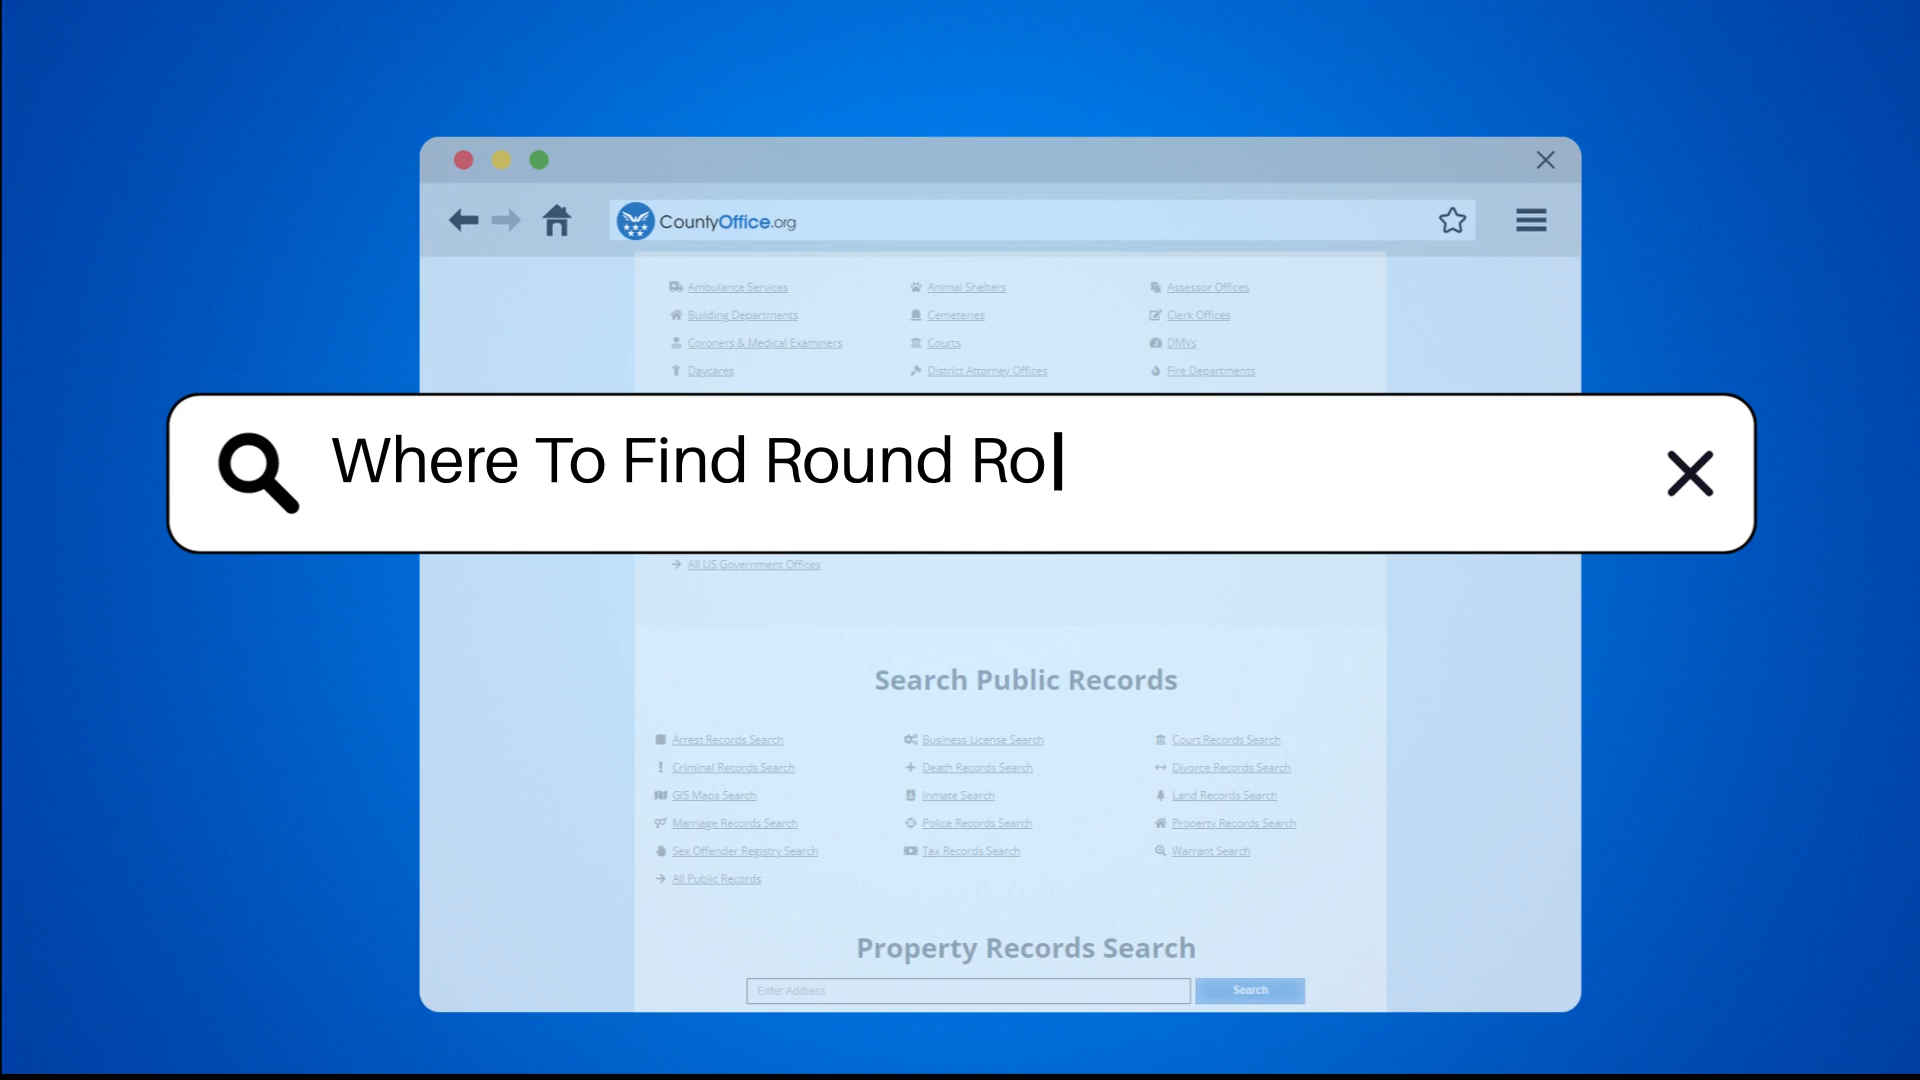 CountyOffice.org
Ambulance Services Animal Shelters Assessor Offices
Building Departments Cemeteries Clerk Offices
Coroners & Medical Examiners Courts DMVs
Daycares District Attorney Offices Fire Departments
Where To Find Round Ro
All US Government Offices
Search Public Records
Arrest Records Search Business License Search Court Records Search
Criminal Records Search Death Records Search Divorce Records Search
GIS Maps Search Inmate Search Land Records Search
Marriage Records Search Police Records Search Property Records Search
Sex Offender Registry Search Tax Records Search Warrant Search
All Public Records
Property Records Search
Enter Address Search